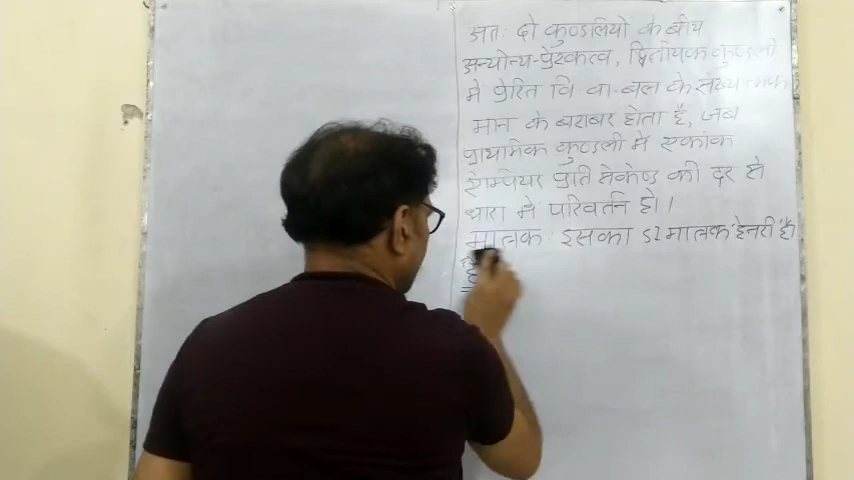 अतः दो कुण्डलियो के बीच
अन्योन्य-प्रेरकत्व, द्वितीयक कुण्डली
मे प्रेरित वि. वा. बल के संख्यात्मक
मान के बराबर होता है, जब
प्राथमिक कुण्डली मे एकांक
ऐम्पियर प्रति सेकेण्ड की दर से
धारा मे परिवर्तन हो।
मात्रक: इसका SI मात्रक 'हेनरी' है।